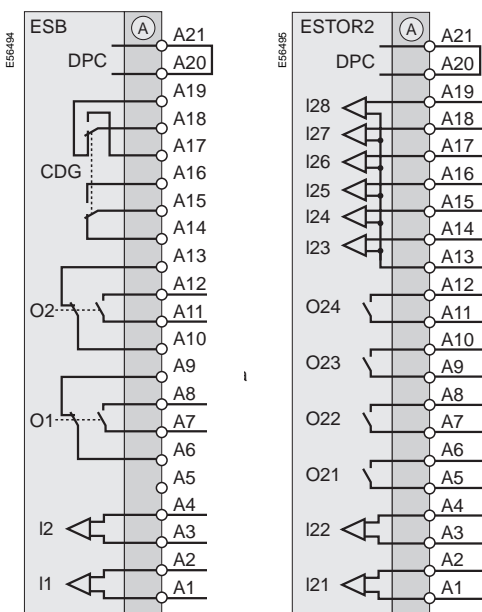 E56494
ESB
A
DPC
CDG
O2
O1
I2
I1
A21
A20
A19
A18
A17
A16
A15
A14
A13
A12
A11
A10
A9
A8
A7
A6
A5
A4
A3
A2
A1
E56495
ESTOR2
A
DPC
I28
I27
I26
I25
I24
I23
O24
O23
O22
O21
I22
I21
A21
A20
A19
A18
A17
A16
A15
A14
A13
A12
A11
A10
A9
A8
A7
A6
A5
A4
A3
A2
A1